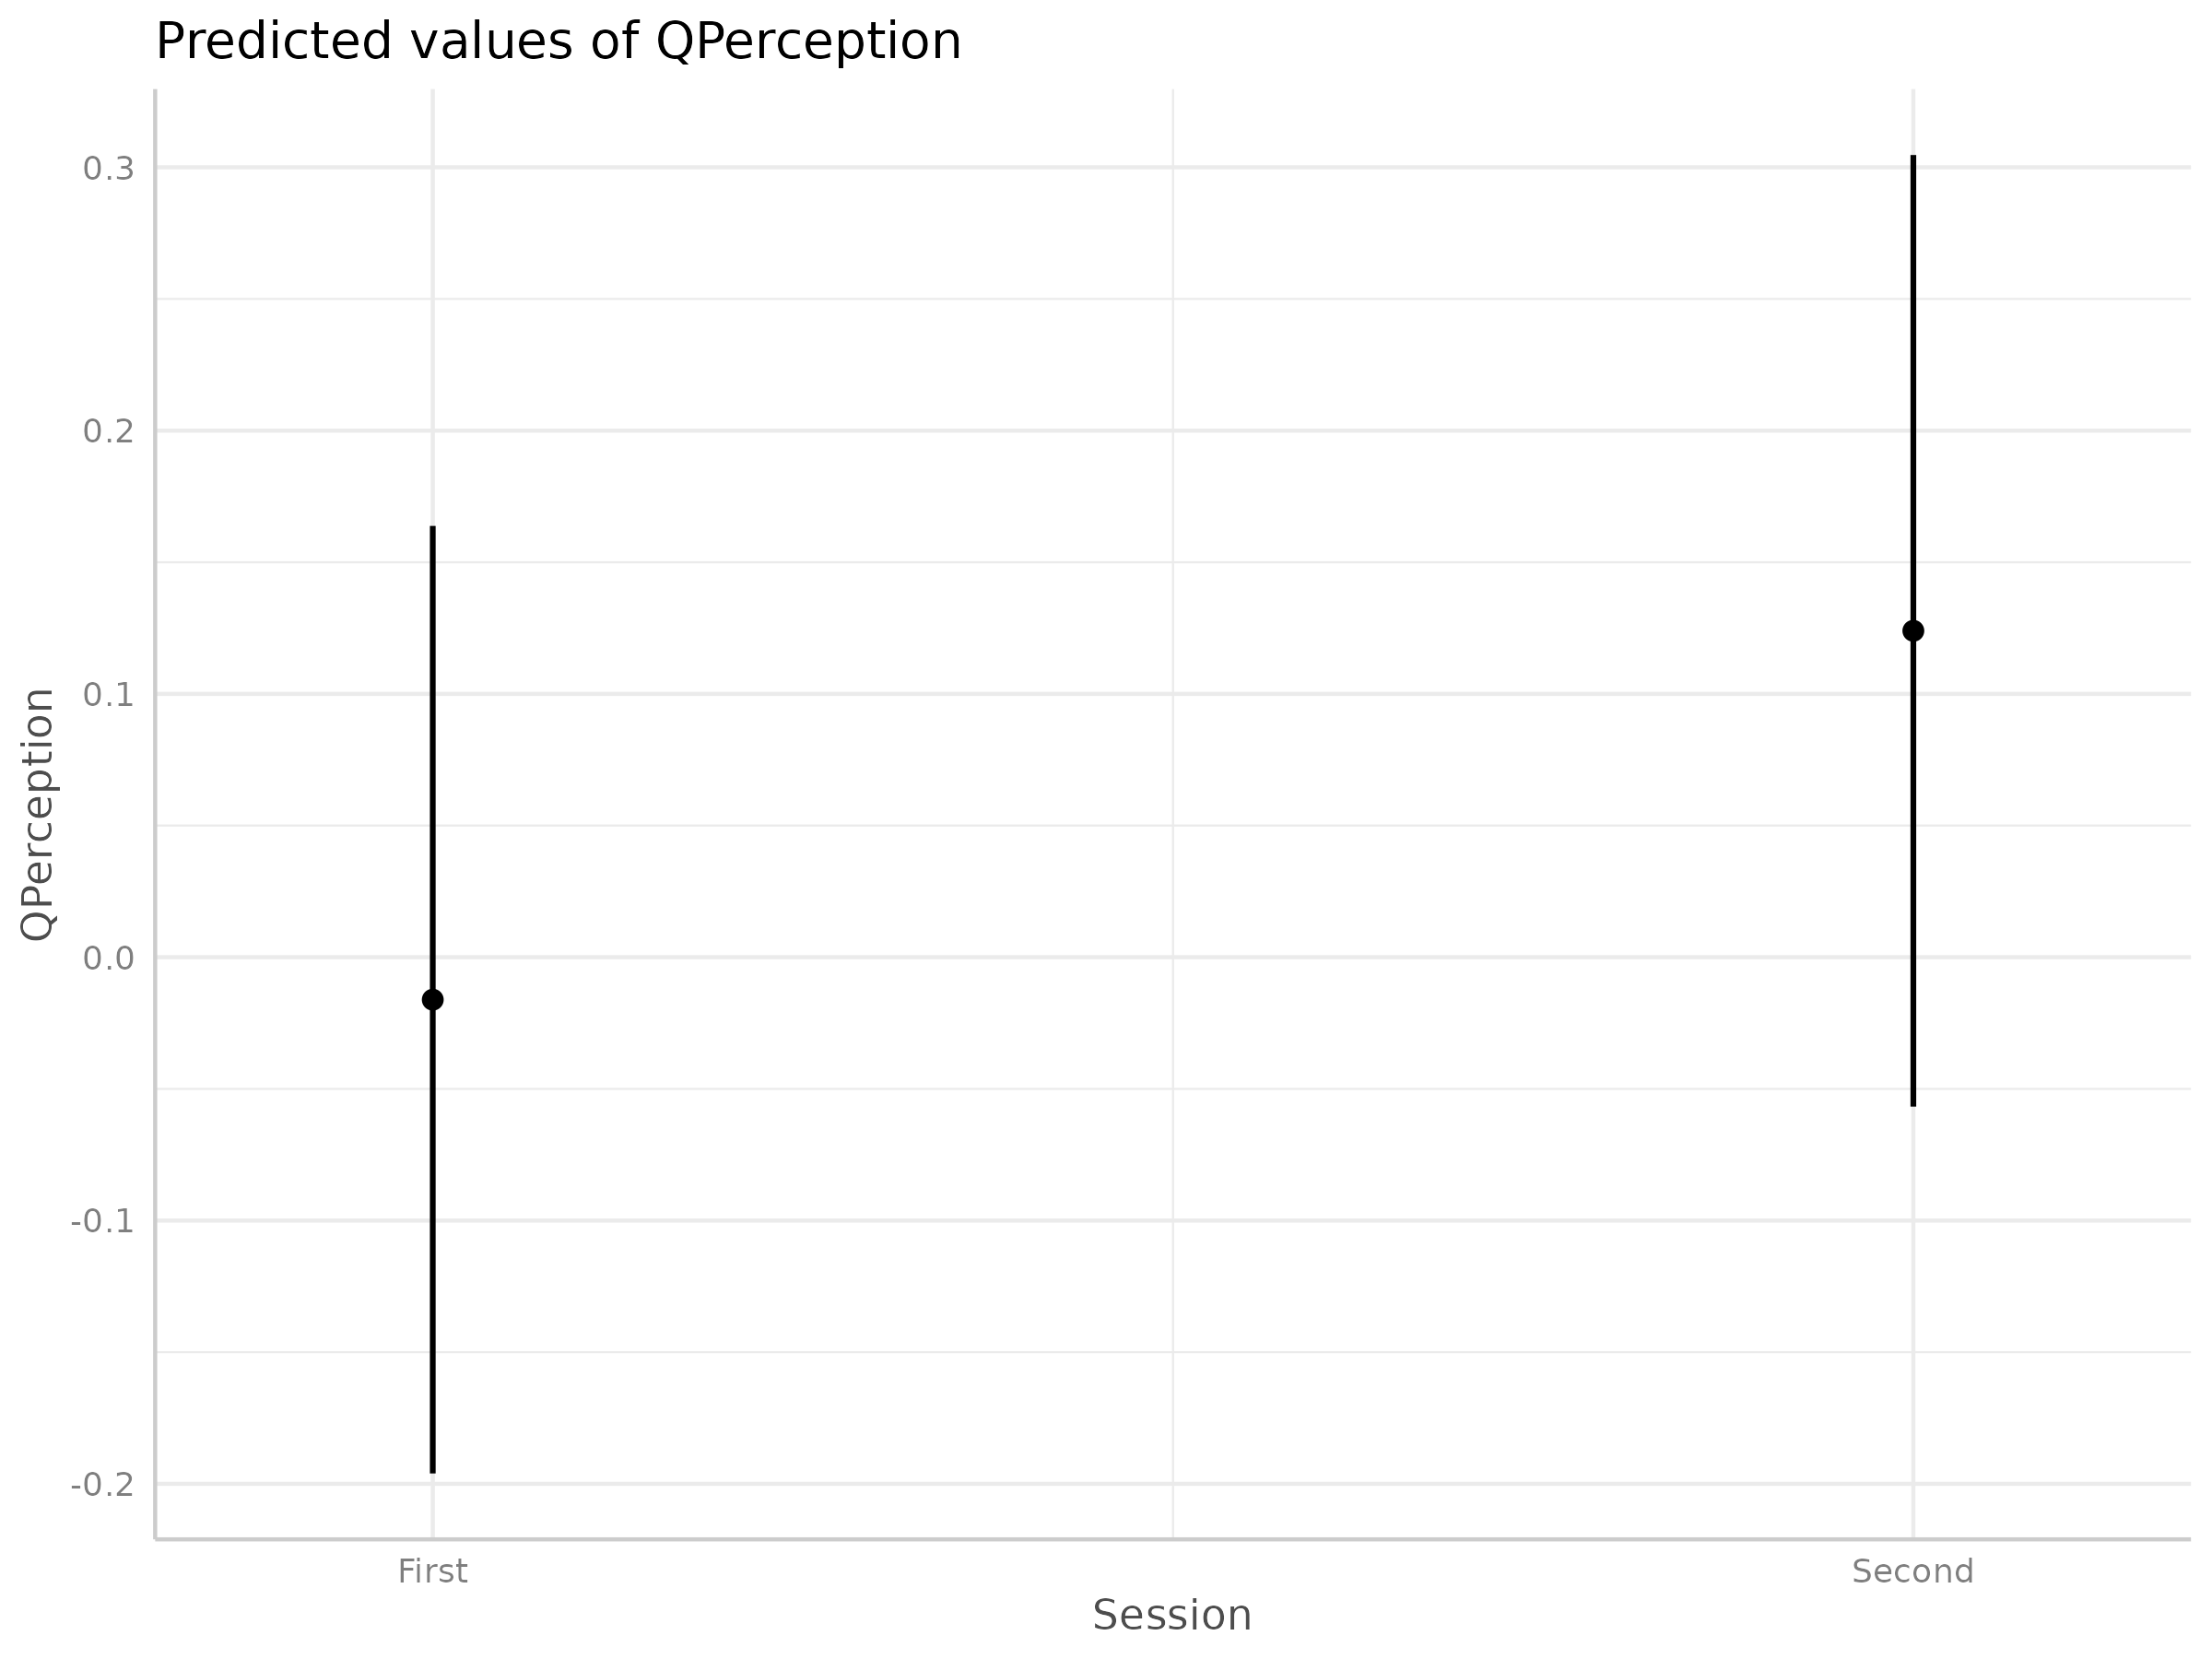 Predicted values of QPerception
QPerception
0.3
0.2
0.1
0.0
-0.1
-0.2
First
Second
Session